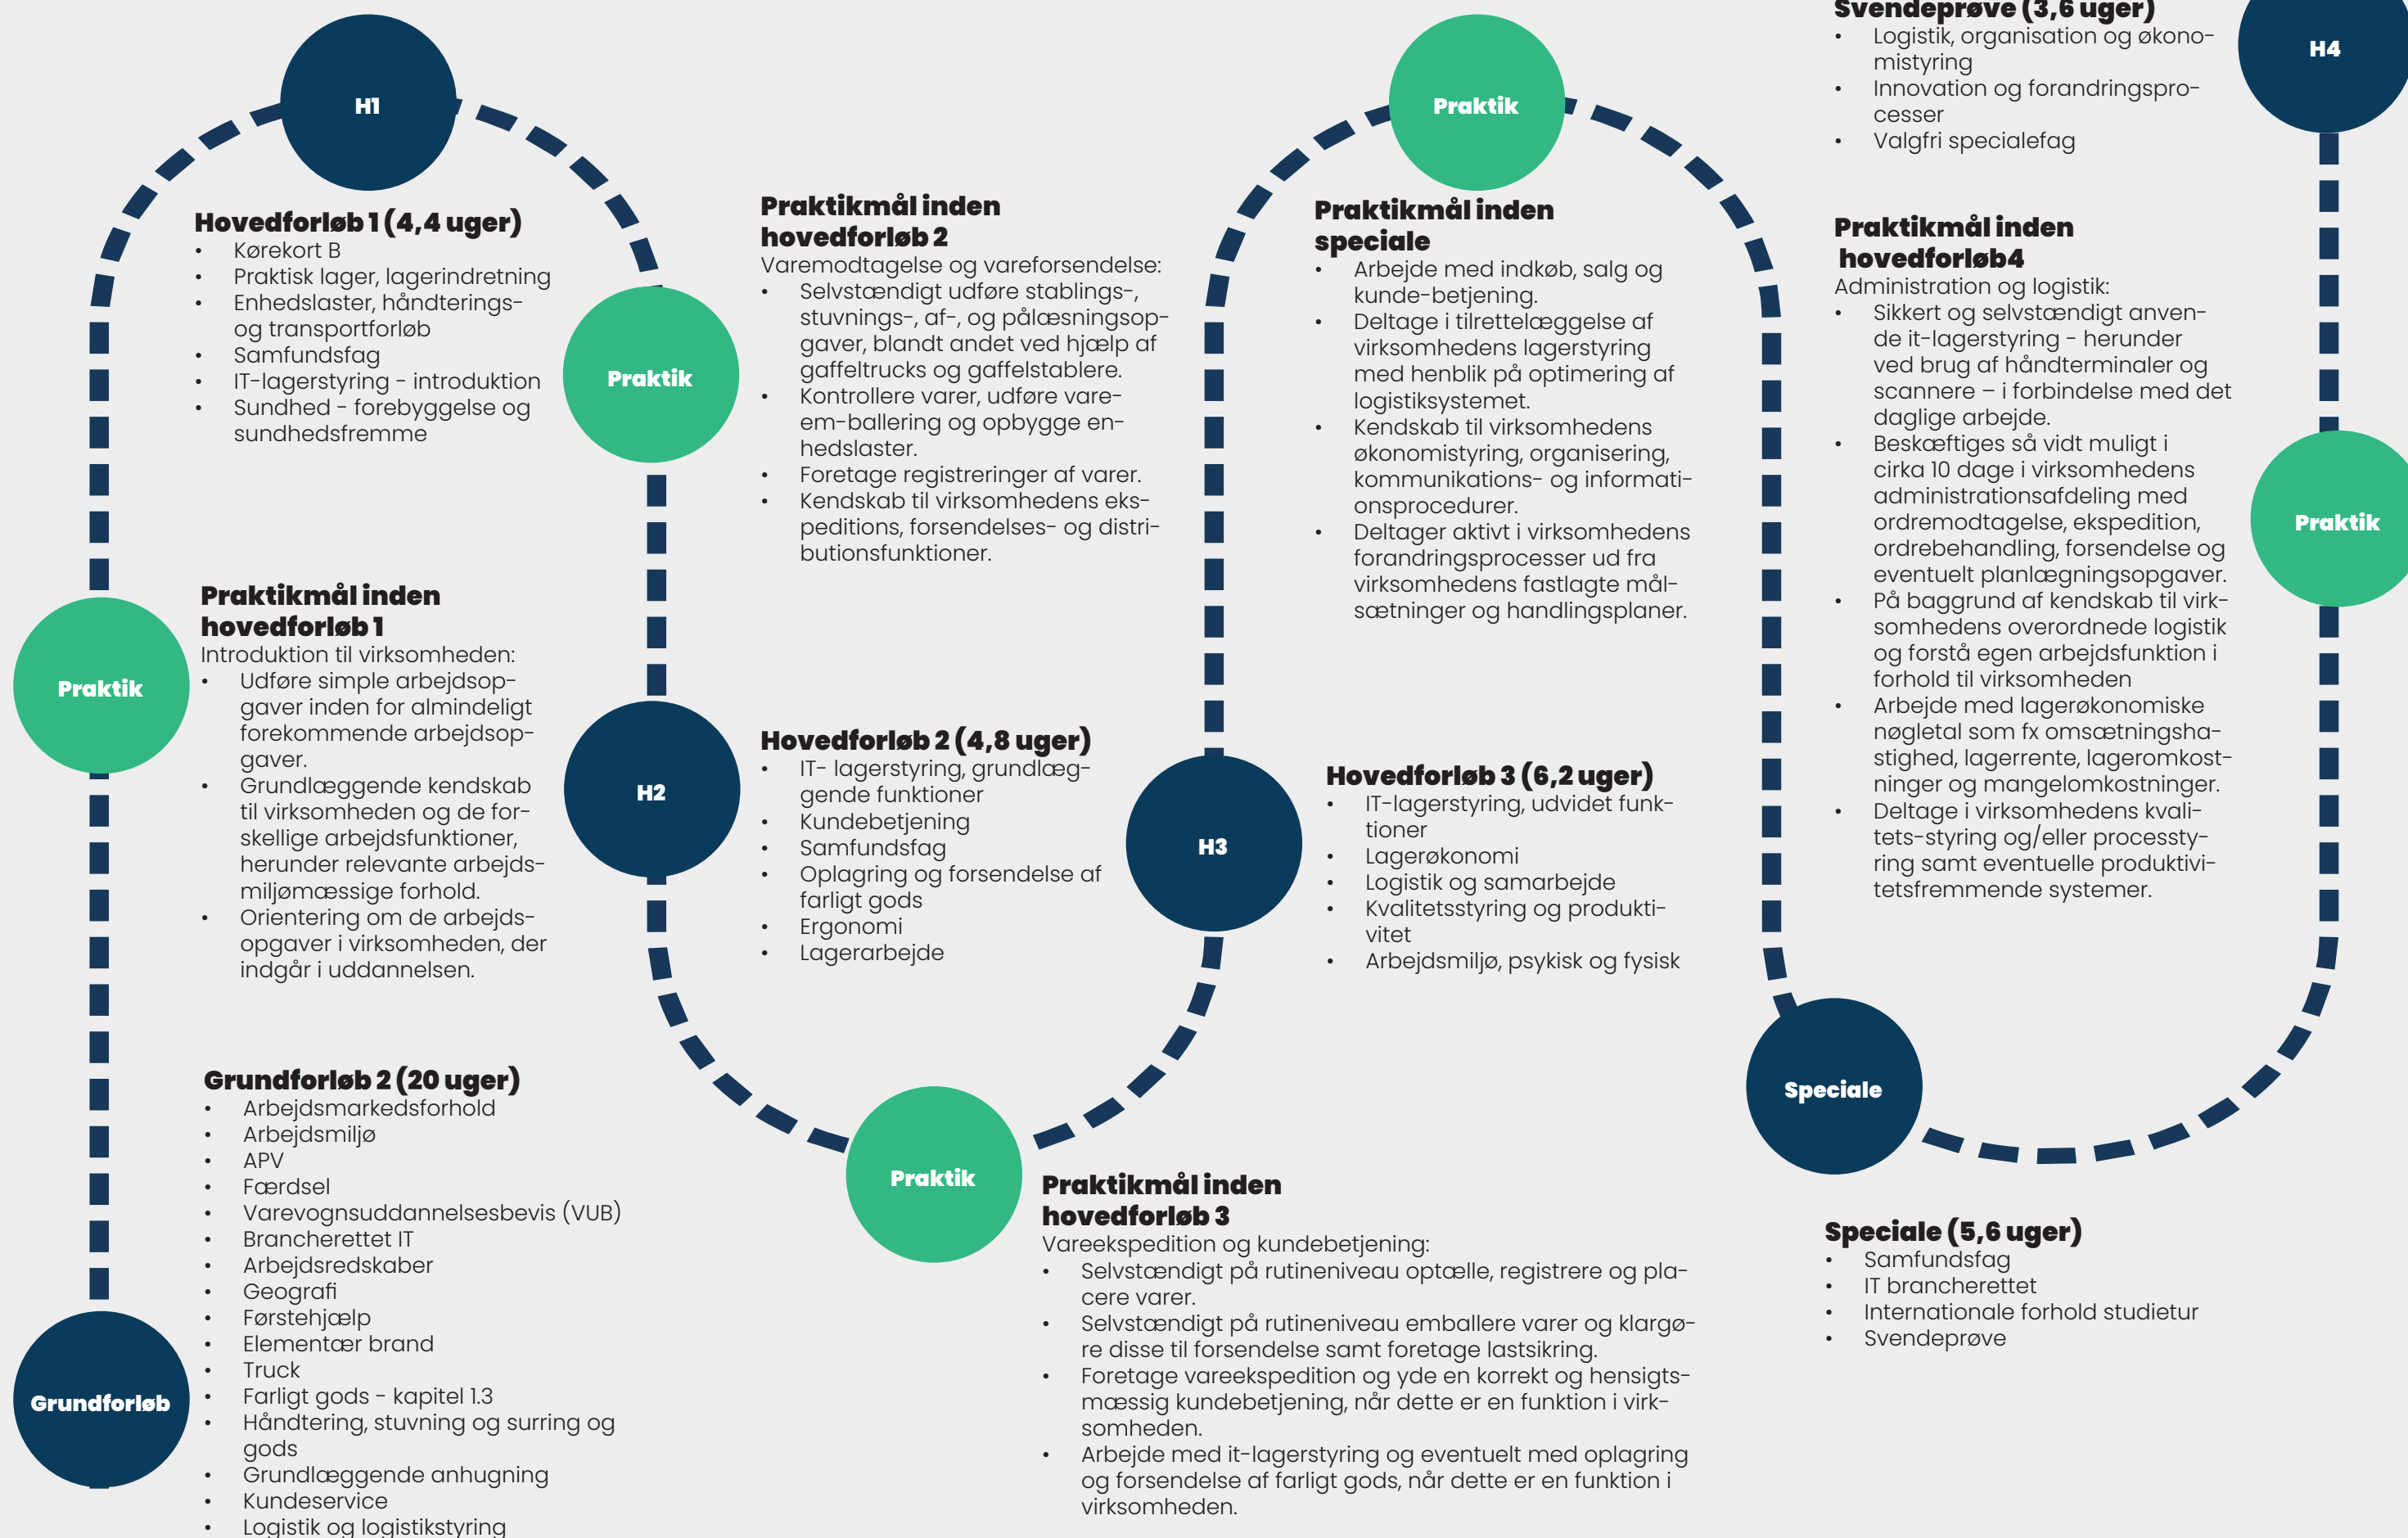 H1
Hovedforløb 1 (4,4 uger)
• Kørekort B
• Praktisk lager, lagerindretning
• Enhedslaster, håndterings-
og transportforløb
• Samfundsfag
• IT-lagerstyring - introduktion
• Sundhed - forebyggelse og
sundhedsfremme
Praktik
Praktikmål inden
hovedforløb 1
Introduktion til virksomheden:
• Udføre simple arbejdsop-
gaver inden for almindeligt
forekommende arbejdsop-
gaver.
• Grundlæggende kendskab
til virksomheden og de for-
skellige arbejdsfunktioner,
herunder relevante arbejds-
miljømæssige forhold.
• Orientering om de arbejds-
opgaver i virksomheden, der
indgår i uddannelsen.
Grundforløb
Grundforløb 2 (20 uger)
• Arbejdsmarkedsforhold
• Arbejdsmiljø
• APV
• Færdsel
• Varevognsuddannelsesbevis (VUB)
• Brancherettet IT
• Arbejdsredskaber
• Geografi
• Førstehjælp
• Elementær brand
• Truck
• Farligt gods - kapitel 1.3
• Håndtering, stuvning og surring og
gods
• Grundlæggende anhugning
• Kundeservice
• Logistik og logistikstyring
Praktik
Praktikmål inden
hovedforløb 2
Varemodtagelse og vareforsendelse:
• Selvstændigt udføre stablings-,
stuvnings-, af-, og pålæsningsop-
gaver, blandt andet ved hjælp af
gaffeltrucks og gaffelstablere.
• Kontrollere varer, udføre vare-
em-ballering og opbygge en-
hedslaster.
• Foretage registreringer af varer.
• Kendskab til virksomhedens eks-
peditions, forsendelses- og distri-
butionsfunktioner.
H2
Hovedforløb 2 (4,8 uger)
• IT- lagerstyring, grundlæg-
gende funktioner
• Kundebetjening
• Samfundsfag
• Oplagring og forsendelse af
farligt gods
• Ergonomi
• Lagerarbejde
Praktik
Praktikmål inden
hovedforløb 3
Vareekspedition og kundebetjening:
• Selvstændigt på rutineniveau optælle, registrere og pla-
cere varer.
• Selvstændigt på rutineniveau emballere varer og klargø-
re disse til forsendelse samt foretage lastsikring.
• Foretage vareekspedition og yde en korrekt og hensigts-
mæssig kundebetjening, når dette er en funktion i virk-
somheden.
• Arbejde med it-lagerstyring og eventuelt med oplagring
og forsendelse af farligt gods, når dette er en funktion i
virksomheden.
H3
Hovedforløb 3 (6,2 uger)
• IT-lagerstyring, udvidet funk-
tioner
• Lagerøkonomi
• Logistik og samarbejde
• Kvalitetsstyring og produkti-
vitet
• Arbejdsmiljø, psykisk og fysisk
Praktik
Praktikmål inden
speciale
• Arbejde med indkøb, salg og
kunde-betjening.
• Deltage i tilrettelæggelse af
virksomhedens lagerstyring
med henblik på optimering af
logistiksystemet.
• Kendskab til virksomhedens
økonomistyring, organisering,
kommunikations- og informati-
onsprocedurer.
• Deltager aktivt i virksomhedens
forandringsprocesser ud fra
virksomhedens fastlagte mål-
sætninger og handlingsplaner.
Speciale
Speciale (5,6 uger)
• Samfundsfag
• IT brancherettet
• Internationale forhold studietur
• Svendeprøve
Praktik
Praktikmål inden
hovedforløb4
Administration og logistik:
• Sikkert og selvstændigt anven-
de it-lagerstyring - herunder
ved brug af håndterminaler og
scannere – i forbindelse med det
daglige arbejde.
• Beskæftiges så vidt muligt i
cirka 10 dage i virksomhedens
administrationsafdeling med
ordremodtagelse, ekspedition,
ordrebehandling, forsendelse og
eventuelt planlægningsopgaver.
• På baggrund af kendskab til virk-
somhedens overordnede logistik
og forstå egen arbejdsfunktion i
forhold til virksomheden
• Arbejde med lagerøkonomiske
nøgletal som fx omsætningsha-
stighed, lagerrente, lageromkost-
ninger og mangelomkostninger.
• Deltage i virksomhedens kvali-
tets-styring og/eller processty-
ring samt eventuelle produktivi-
tetsfremmende systemer.
H4
Svendeprøve (3,6 uger)
• Logistik, organisation og økono-
mistyring
• Innovation og forandringspro-
cesser
• Valgfri specialefag